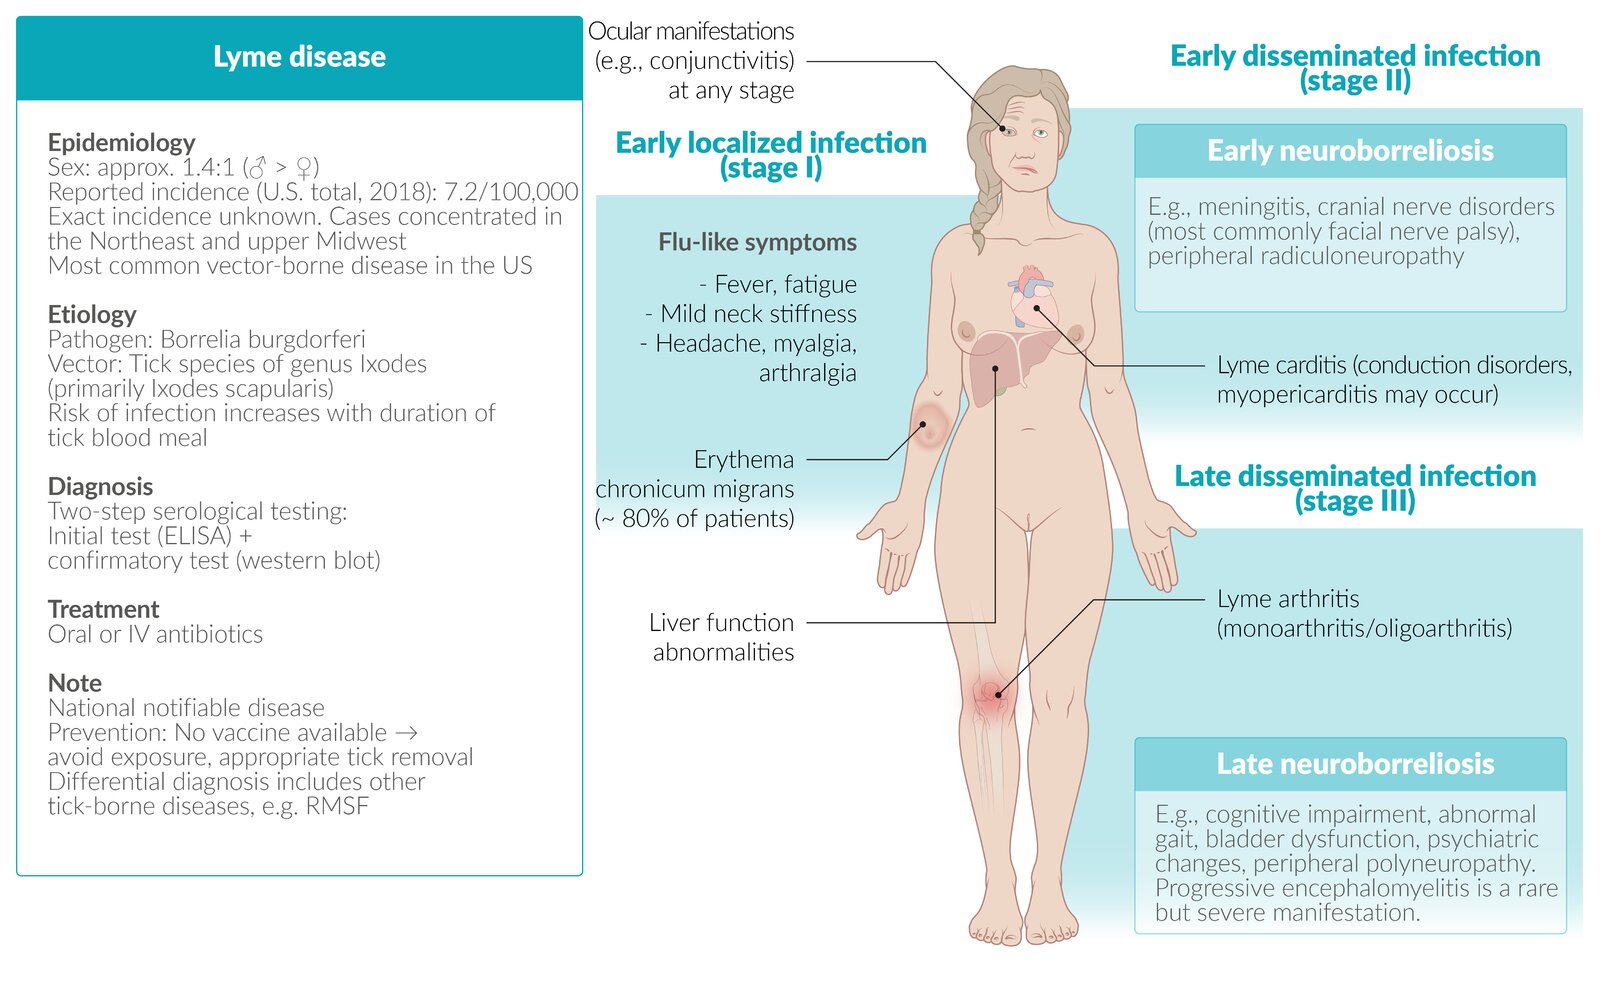 Lyme disease
Epidemiology
Sex: approx. 1.4:1 (♂ > ♀)
Reported incidence (U.S. total, 2018): 7.2/100,000
Exact incidence unknown. Cases concentrated in
the Northeast and upper Midwest
Most common vector-borne disease in the US
Etiology
Pathogen: Borrelia burgdorferi
Vector: Tick species of genus Ixodes
(primarily Ixodes scapularis)
Risk of infection increases with duration of
tick blood meal
Diagnosis
Two-step serological testing:
Initial test (ELISA) +
confirmatory test (western blot)
Treatment
Oral or IV antibiotics
Note
National notifiable disease
Prevention: No vaccine available →
avoid exposure, appropriate tick removal
Differential diagnosis includes other
tick-borne diseases, e.g. RMSF
Ocular manifestations
(e.g., conjunctivitis)
at any stage
Early localized infection
(stage I)
Flu-like symptoms
- Fever, fatigue
- Mild neck stiffness
- Headache, myalgia,
arthralgia
Erythema
chronicum migrans
(~ 80% of patients)
Liver function
abnormalities
Early disseminated infection
(stage II)
Early neuroborreliosis
E.g., meningitis, cranial nerve disorders
(most commonly facial nerve palsy),
peripheral radiculoneuropathy
Lyme carditis (conduction disorders,
myopericarditis may occur)
Late disseminated infection
(stage III)
Lyme arthritis
(monoarthritis/oligoarthritis)
Late neuroborreliosis
E.g., cognitive impairment, abnormal
gait, bladder dysfunction, psychiatric
changes, peripheral polyneuropathy.
Progressive encephalomyelitis is a rare
but severe manifestation.